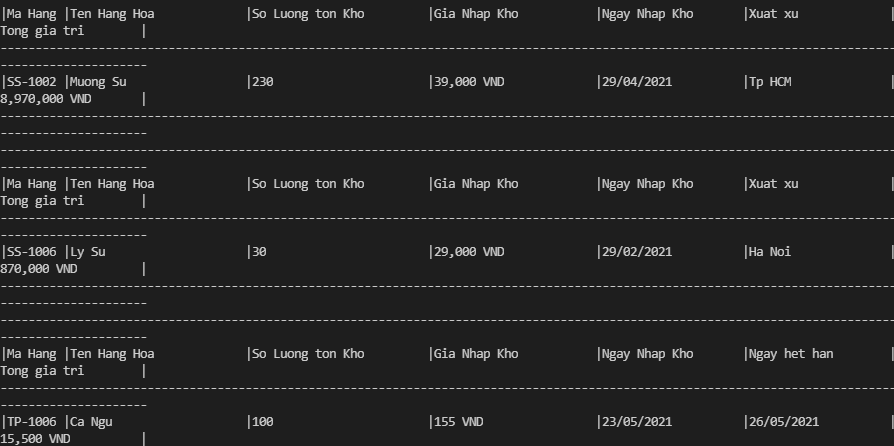 |Ma Hang |Ten Hang Hoa |So Luong ton Kho |Gia Nhap Kho |Ngay Nhap Kho |Xuat xu |
Tong gia tri |
|SS-1002 |Muong Su |230 |39,000 VND |29/04/2021 |Tp HCM |
8,970,000 VND |
|Ma Hang |Ten Hang Hoa |So Luong ton Kho |Gia Nhap Kho |Ngay Nhap Kho |Xuat xu |
Tong gia tri |
|SS-1006 |Ly Su |30 |29,000 VND |29/02/2021 |Ha Noi |
870,000 VND |
|Ma Hang |Ten Hang Hoa |So Luong ton Kho |Gia Nhap Kho |Ngay Nhap Kho |Ngay het han |
Tong gia tri |
|TP-1006 |Ca Ngu |100 |155 VND |23/05/2021 |26/05/2021 |
15,500 VND |